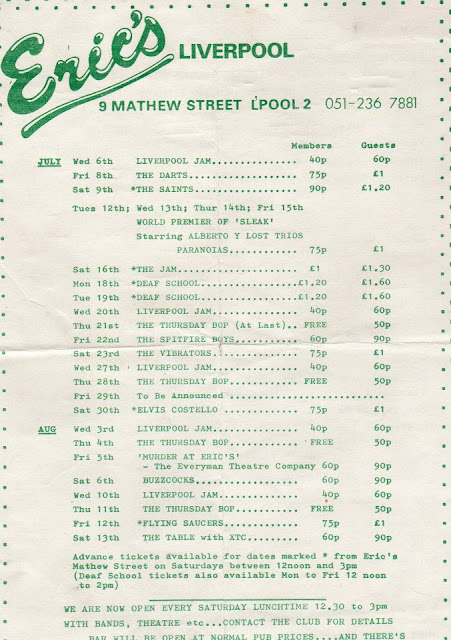 Eric's LIVERPOOL
9 MATHEW STREET L'POOL 2 051-236 7881
Members Guests
JULY Wed 6th LIVERPOOL JAM............... 40p 60p
Fri 8th THE DARTS.................. 75p £1
Sat 9th *THE SAINTS................. 90p £1.20
Tues 12th; Wed 13th; Thur 14th; Fri 15th
WORLD PREMIER OF 'SLEAK'
Starring ALBERTO Y LOST TRIOS
PARANOIAS............ 75p £1
Sat 16th *THE JAM.................... £1 £1.30
Mon 18th *DEAF SCHOOL................£1.20 £1.60
Tue 19th *DEAF SCHOOL................£1.20 £1.60
Wed 20th LIVERPOOL JAM.............. 40p 60p
Thu 21st THE THURSDAY BOP (At Last).. FREE 50p
Fri 22nd THE SPITFIRE BOYS........... 60p 90p
Sat 23rd THE VIBRATORS.............. 75p £1
Wed 27th LIVERPOOL JAM.............. 40p 60p
Thu 28th THE THURSDAY BOP........... FREE 50p
Fri 29th To Be Announced ...........................
Sat 30th *ELVIS COSTELLO ............ 75p £1
AUG Wed 3rd LIVERPOOL JAM.............. 40p 60p
Thu 4th THE THURSDAY BOP............ FREE 50p
Fri 5th 'MURDER AT ERIC'S'
- The Everyman Theatre Company 60p 90p
Sat 6th BUZZCOCKS.................. 60p 90p
Wed 10th LIVERPOOL JAM............... 40p 60p
Thu 11th THE THURSDAY BOP........... FREE 50p
Fri 12th *FLYING SAUCERS............. 75p £1
Sat 13th THE TABLE with XTC......... 60p 90p
Advance tickets available for dates marked * from Eric's
Mathew Street on Saturdays between 12noon and 3pm
(Deaf School tickets also available Mon to Fri 12 noon
to 2pm)
WE ARE NOW OPEN EVERY SATURDAY LUNCHTIME 12.30 to 3pm
WITH BANDS, THEATRE etc...CONTACT THE CLUB FOR DETAILS
BAR WILL BE OPEN AT NORMAL PUB PRICES....AND THERE'S